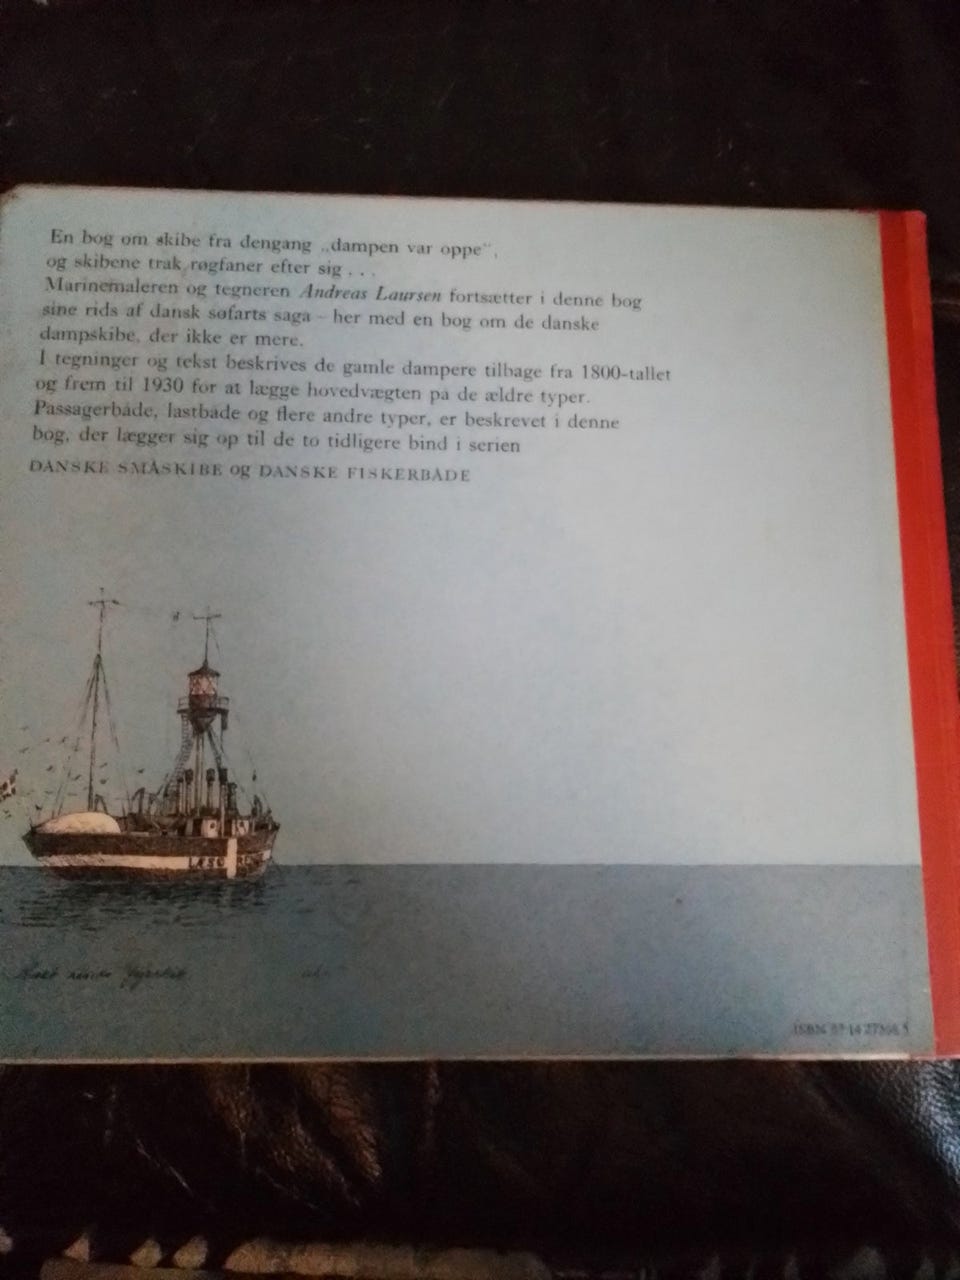 En bog om skibe fra dengang „dampen var oppe",
og skibene trak røgfaner efter sig . . .
Marinemaleren og tegneren Andreas Laursen fortsætter i denne bog
sine rids af dansk søfarts saga – her med en bog om de danske
dampskibe, der ikke er mere.
I tegninger og tekst beskrives de gamle dampere tilbage fra 1800-tallet
og frem til 1930 for at lægge hovedvægten på de ældre typer.
Passagerbåde, lastbåde og flere andre typer, er beskrevet i denne
bog, der lægger sig op til de to tidligere bind i serien
DANSKE SMÅSKIBE og DANSKE FISKERBÅDE
LÆSØ
ISBN